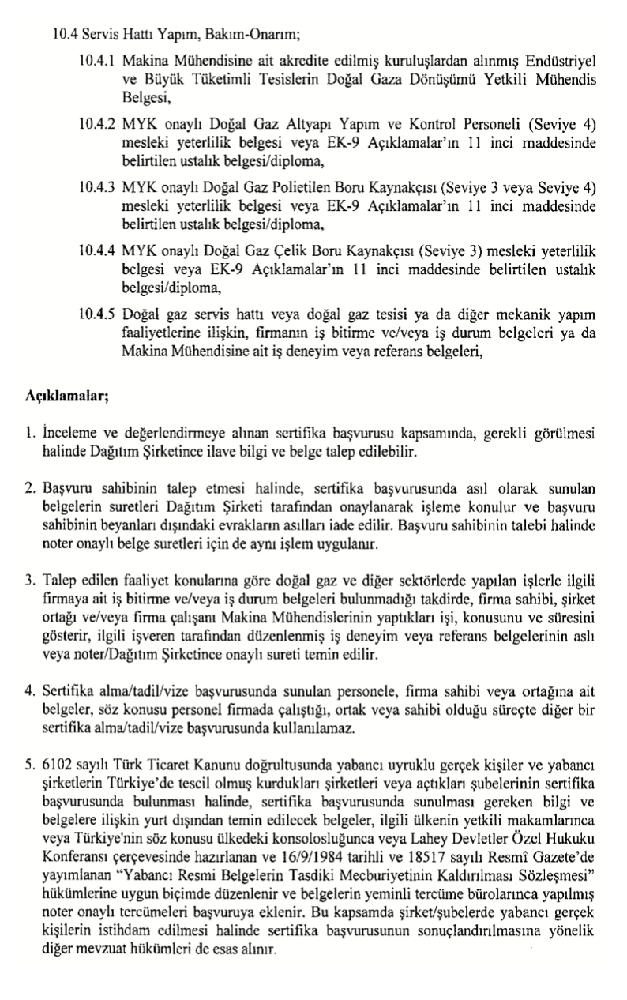 10.4 Servis Hattı Yapım, Bakım-Onarım;
10.4.1 Makina Mühendisine ait akredite edilmiş kuruluşlardan alınmış Endüstriyel
ve Büyük Tüketimli Tesislerin Doğal Gaza Dönüşümü Yetkili Mühendis
Belgesi,
10.4.2 MYK onaylı Doğal Gaz Altyapı Yapım ve Kontrol Personeli (Seviye 4)
mesleki yeterlilik belgesi veya EK-9 Açıklamalar'ın 11 inci maddesinde
belirtilen ustalık belgesi/diploma,
10.4.3 MYK onaylı Doğal Gaz Polietilen Boru Kaynakçısı (Seviye 3 veya Seviye 4)
mesleki yeterlilik belgesi veya EK-9 Açıklamalar'ın 11 inci maddesinde
belirtilen ustalık belgesi/diploma,
10.4.4 MYK onaylı Doğal Gaz Çelik Boru Kaynakçısı (Seviye 3) mesleki yeterlilik
belgesi veya EK-9 Açıklamalar'ın 11 inci maddesinde belirtilen ustalık
belgesi/diploma,
10.4.5 Doğal gaz servis hattı veya doğal gaz tesisi ya da diğer mekanik yapım
faaliyetlerine ilişkin, firmanın iş bitirme ve/veya iş durum belgeleri ya da
Makina Mühendisine ait iş deneyim veya referans belgeleri,
Açıklamalar;
1. İnceleme ve değerlendirmeye alınan sertifika başvurusu kapsamında, gerekli görülmesi
halinde Dağıtım Şirketince ilave bilgi ve belge talep edilebilir.
2. Başvuru sahibinin talep etmesi halinde, sertifika başvurusunda asıl olarak sunulan
belgelerin suretleri Dağıtım Şirketi tarafından onaylanarak işleme konulur ve başvuru
sahibinin beyanları dışındaki evrakların asılları iade edilir. Başvuru sahibinin talebi halinde
noter onaylı belge suretleri için de aynı işlem uygulanır.
3. Talep edilen faaliyet konularına göre doğal gaz ve diğer sektörlerde yapılan işlerle ilgili
firmaya ait iş bitirme ve/veya iş durum belgeleri bulunmadığı takdirde, firma sahibi, şirket
ortağı ve/veya firma çalışanı Makina Mühendislerinin yaptıkları işi, konusunu ve süresini
gösterir, ilgili işveren tarafından düzenlenmiş iş deneyim veya referans belgelerinin aslı
veya noter/Dağıtım Şirketince onaylı sureti temin edilir.
4. Sertifika alma/tadil/vize başvurusunda sunulan personele, firma sahibi veya ortağına ait
belgeler, söz konusu personel firmada çalıştığı, ortak veya sahibi olduğu süreçte diğer bir
sertifika alma/tadil/vize başvurusunda kullanılamaz.
5. 6102 sayılı Türk Ticaret Kanunu doğrultusunda yabancı uyruklu gerçek kişiler ve yabancı
şirketlerin Türkiye'de tescil olmuş kurdukları şirketleri veya açtıkları şubelerinin sertifika
başvurusunda bulunması halinde, sertifika başvurusunda sunulması gereken bilgi ve
belgelere ilişkin yurt dışından temin edilecek belgeler, ilgili ülkenin yetkili makamlarınca
veya Türkiye'nin söz konusu ülkedeki konsolosluğunca veya Lahey Devletler Özel Hukuku
Konferansı çerçevesinde hazırlanan ve 16/9/1984 tarihli ve 18517 sayılı Resmî Gazete'de
yayımlanan “Yabancı Resmi Belgelerin Tasdiki Mecburiyetinin Kaldırılması Sözleşmesi”
hükümlerine uygun biçimde düzenlenir ve belgelerin yeminli tercüme bürolarınca yapılmış
noter onaylı tercümeleri başvuruya eklenir. Bu kapsamda şirket/şubelerde yabancı gerçek
kişilerin istihdam edilmesi halinde sertifika başvurusunun sonuçlandırılmasına yönelik
diğer mevzuat hükümleri de esas alınır.